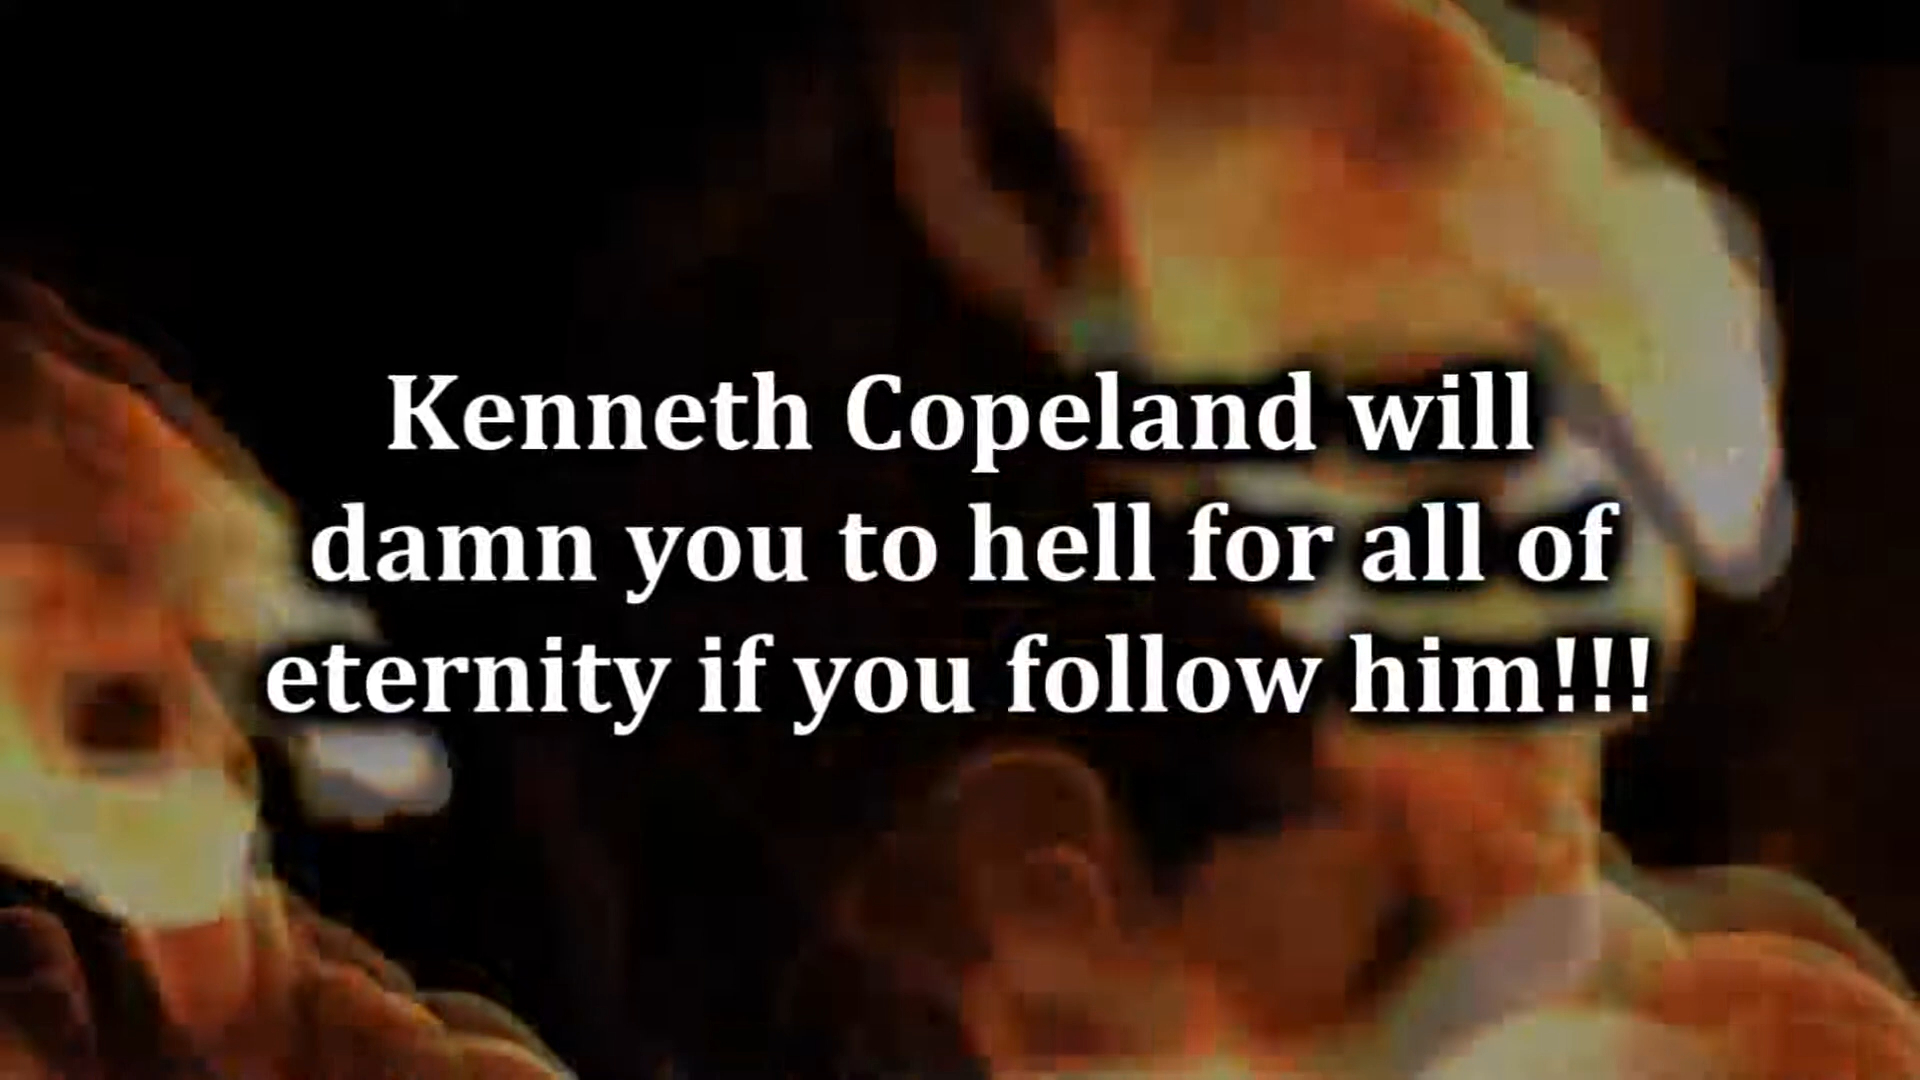 Kenneth Copeland will
damn you to hell for all of
eternity if you follow him!!!